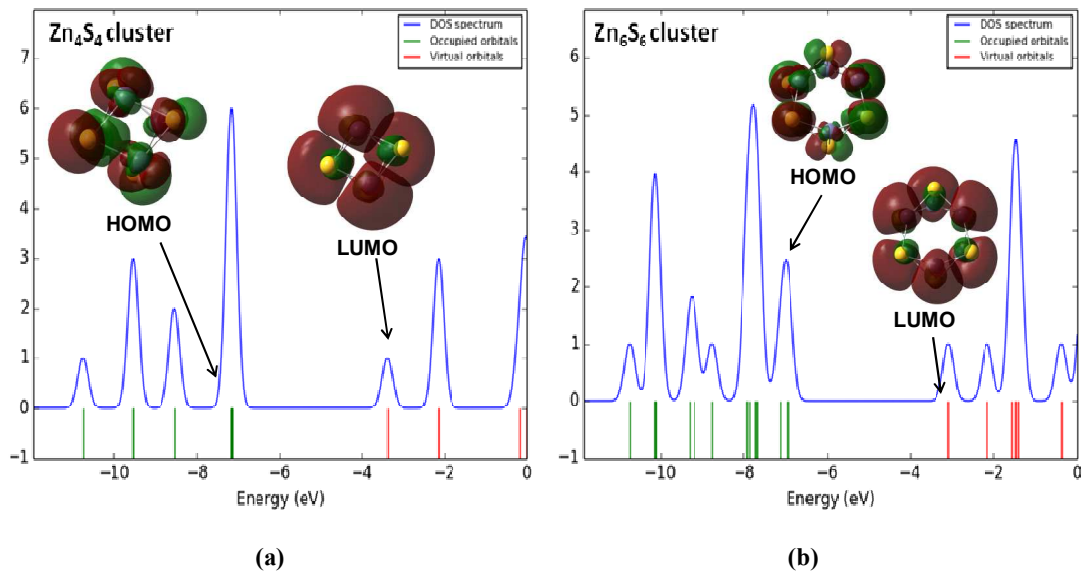 (a)
Zn₄S₄ cluster
DOS spectrum
Occupied orbitals
Virtual orbitals
HOMO
LUMO
7
6
5
4
3
2
1
0
−1
−10
−8
−6
−4
−2
0
Energy (eV)
(a)
(b)
Zn₆S₆ cluster
DOS spectrum
Occupied orbitals
Virtual orbitals
HOMO
LUMO
6
5
4
3
2
1
0
−1
−10
−8
−6
−4
−2
0
Energy (eV)
(b)